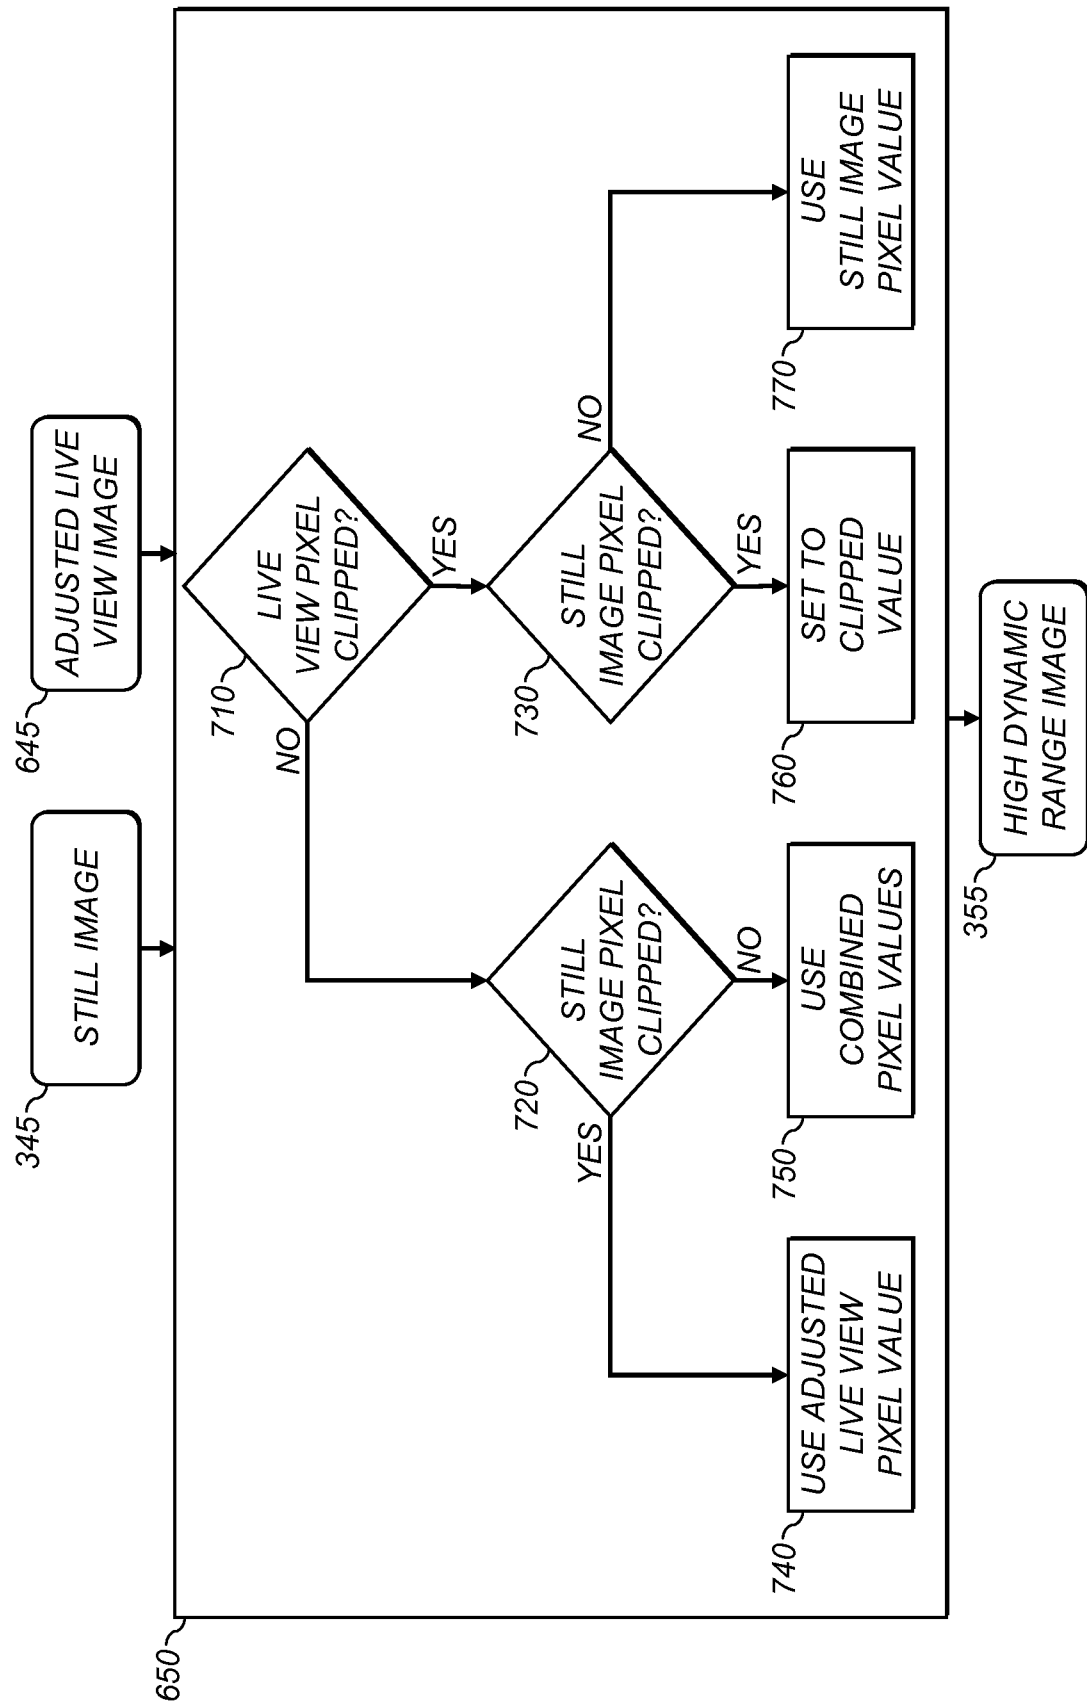 345
STILL IMAGE
645
ADJUSTED LIVE
VIEW IMAGE
650
710
LIVE
VIEW PIXEL
CLIPPED?
NO
YES
720
STILL
IMAGE PIXEL
CLIPPED?
YES
NO
730
STILL
IMAGE PIXEL
CLIPPED?
YES
NO
740
USE ADJUSTED
LIVE VIEW
PIXEL VALUE
750
USE
COMBINED
PIXEL VALUES
760
SET TO
CLIPPED
VALUE
770
USE
STILL IMAGE
PIXEL VALUE
355
HIGH DYNAMIC
RANGE IMAGE